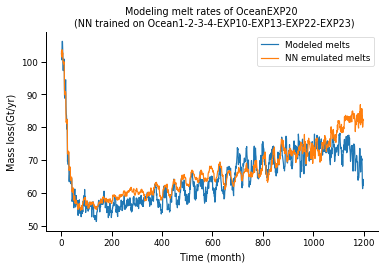 Modeling melt rates of OceanEXP20
(NN trained on Ocean1-2-3-4-EXP10-EXP13-EXP22-EXP23)
Modeled melts
NN emulated melts
Mass loss(Gt/yr)
100
90
80
70
60
50
0
200
400
600
800
1000
1200
Time (month)